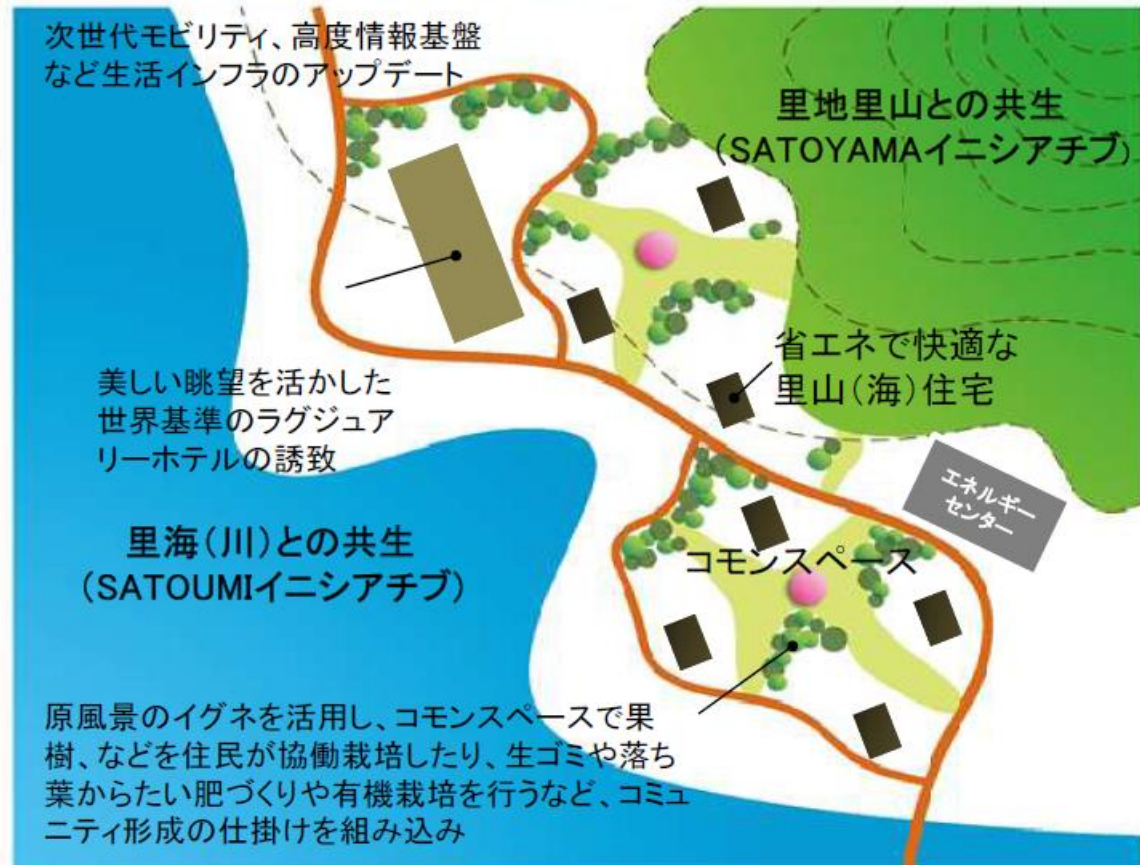 次世代モビリティ、高度情報基盤
など生活インフラのアップデート
里地里山との共生
（SATOYAMAイニシアチブ）
省エネで快適な
里山（海）住宅
美しい眺望を活かした
世界基準のラグジュア
リーホテルの誘致
エネルギー
センター
里海（川）との共生
（SATOUMIイニシアチブ）
コモンスペース
原風景のイグネを活用し、コモンスペースで果
樹、などを住民が協働栽培したり、生ゴミや落ち
葉からたい肥づくりや有機栽培を行うなど、コミュ
ニティ形成の仕掛けを組み込み